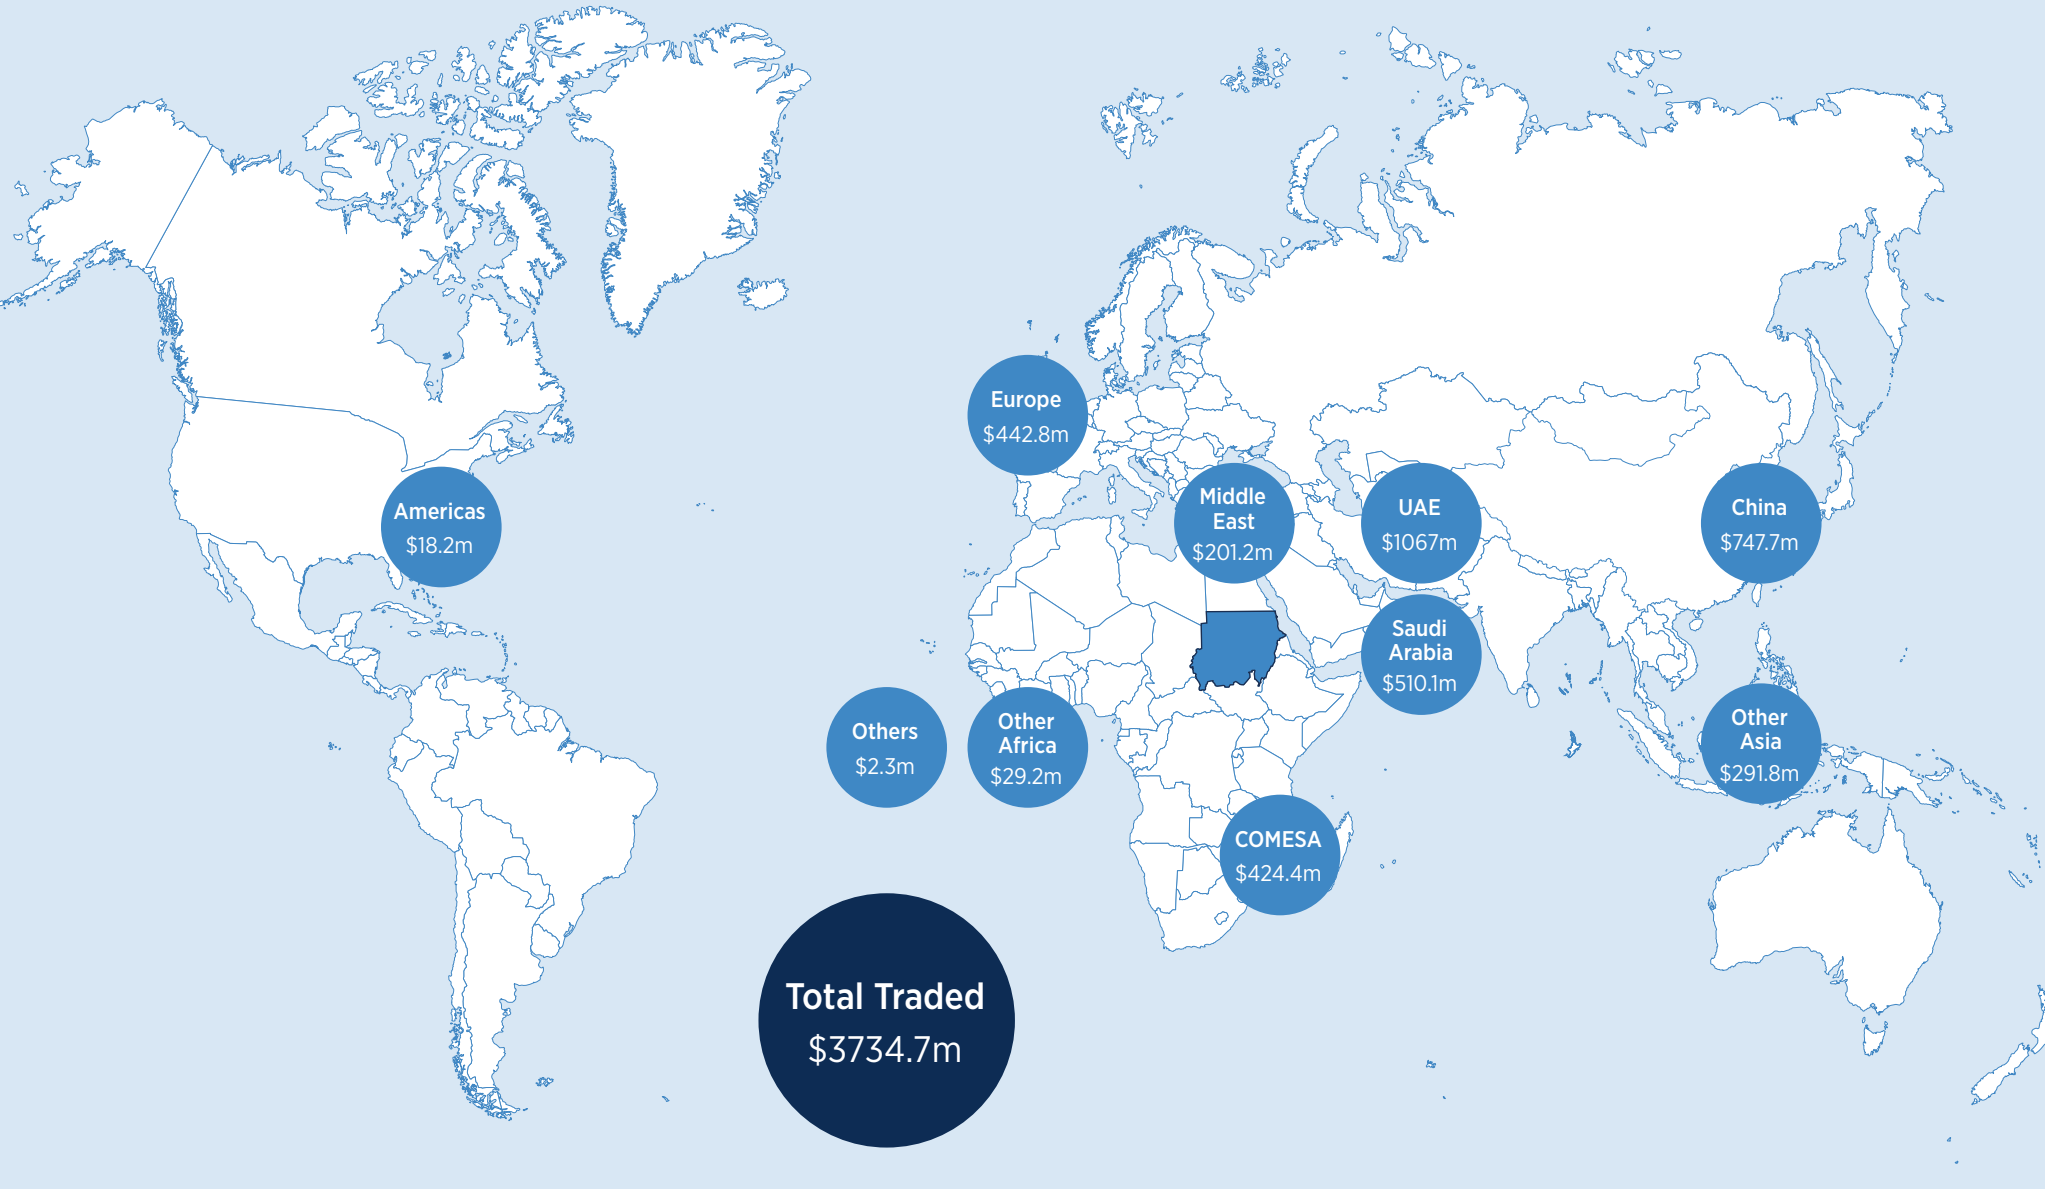 Europe
$442.8m
Americas
$18.2m
Middle
East
$201.2m
UAE
$1067m
China
$747.7m
Saudi
Arabia
$510.1m
Others
$2.3m
Other
Africa
$29.2m
Other
Asia
$291.8m
COMESA
$424.4m
Total Traded
$3734.7m